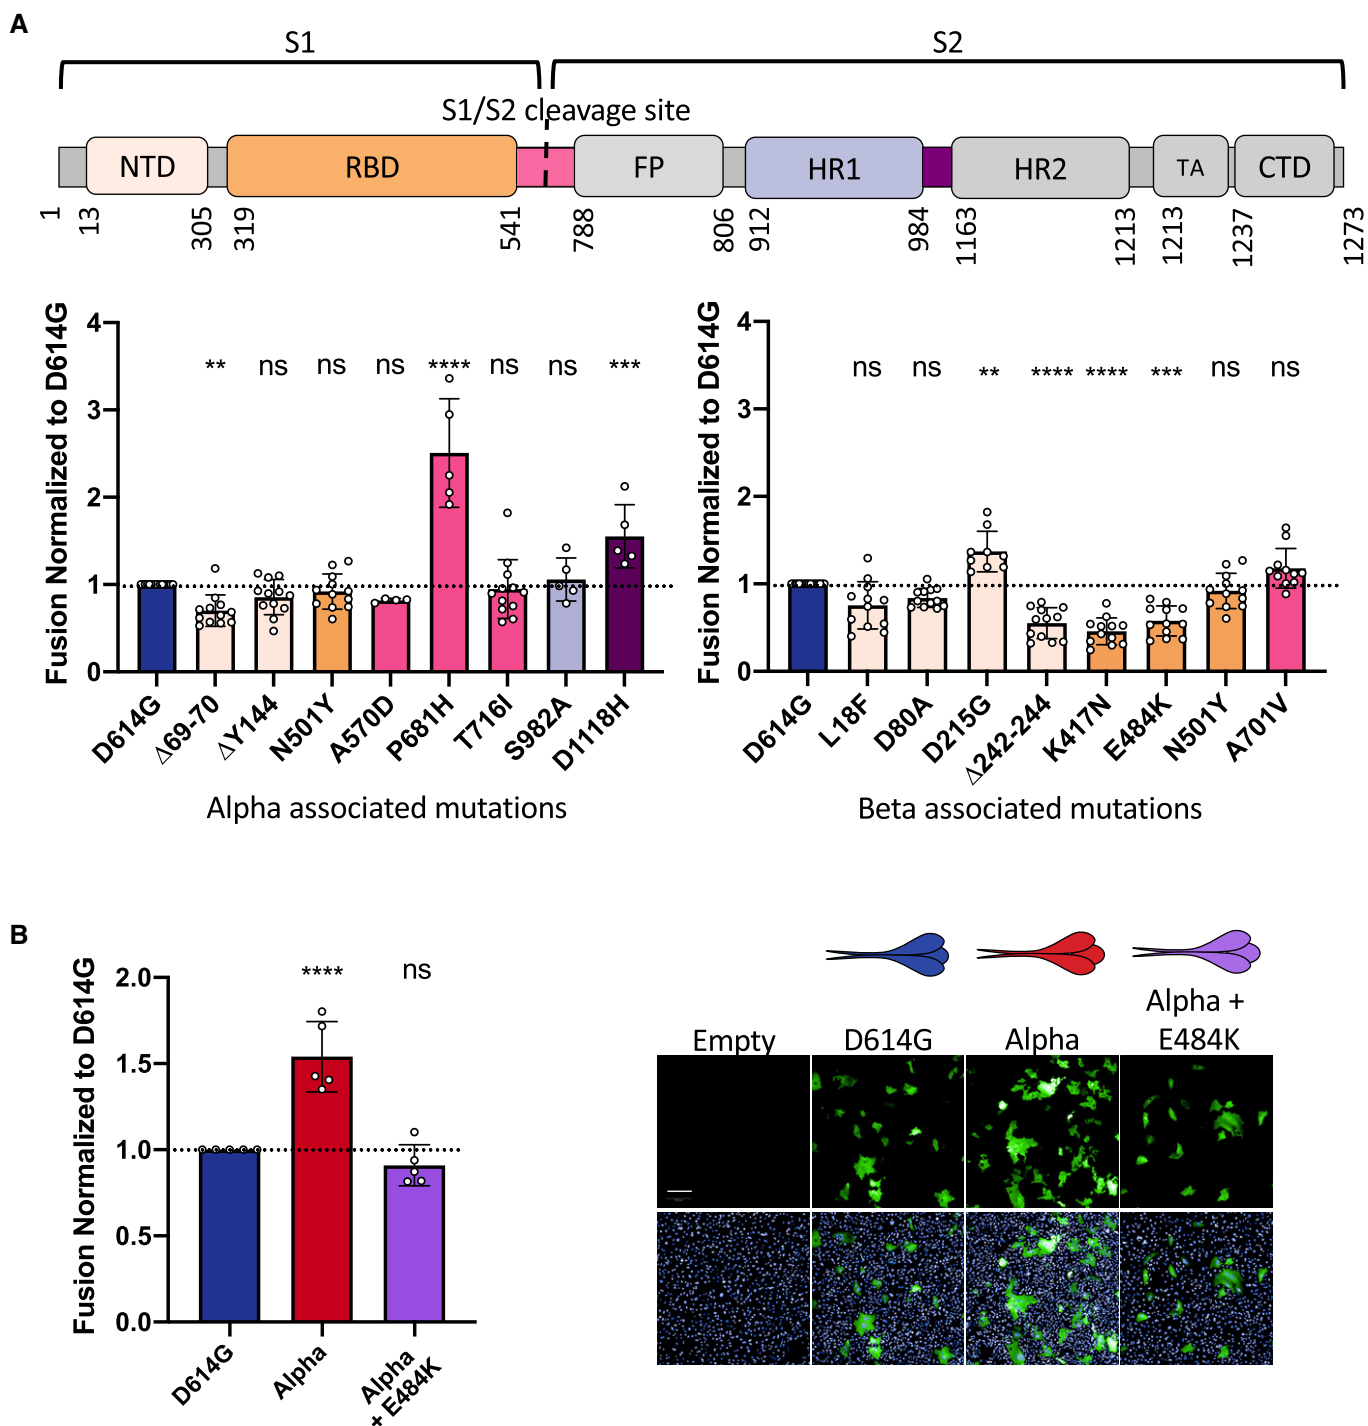 A
S1
S2
S1/S2 cleavage site
NTD
RBD
FP
HR1
HR2
TA
CTD
1
13
305
319
541
788
806
912
984
1163
1213
1213
1237
1273
Fusion Normalized to D614G
4
3
2
1
0
**
ns
ns
ns
****
ns
ns
***
D614G
Δ69-70
ΔY144
N501Y
A570D
P681H
T716I
S982A
D1118H
Alpha associated mutations
Fusion Normalized to D614G
4
3
2
1
0
ns
ns
**
****
****
***
ns
ns
D614G
L18F
D80A
D215G
Δ242-244
K417N
E484K
N501Y
A701V
Beta associated mutations
B
Fusion Normalized to D614G
2.0
1.5
1.0
0.5
0.0
****
ns
D614G
Alpha
Alpha
+ E484K
Empty
D614G
Alpha
Alpha +
E484K